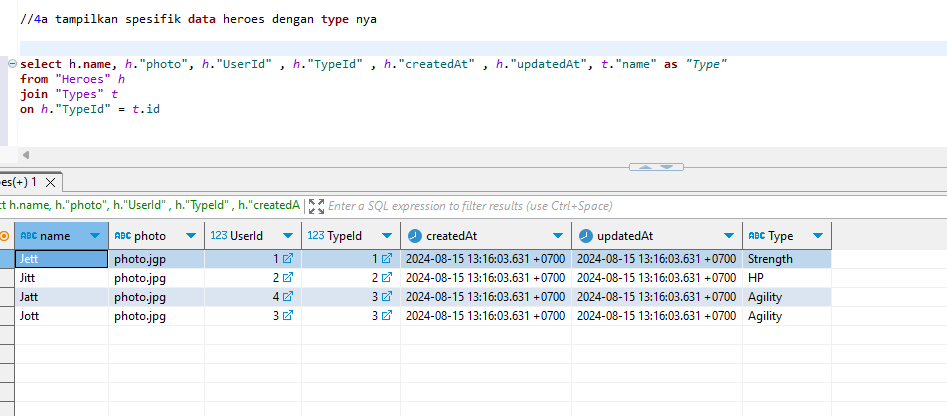 //4a tampilkan spesifik data heroes dengan type nya
select h.name, h."photo", h."UserId" , h."TypeId" , h."createdAt" , h."updatedAt", t."name" as "Type"
from "Heroes" h
join "Types" t
on h."TypeId" = t.id
es(+) 1
ct h.name, h."photo", h."UserId" , h."TypeId" , h."createdA Enter a SQL expression to filter results (use Ctrl+Space)
ABC name ABC photo 123 UserId 123 TypeId createdAt updatedAt ABC Type
Jett photo.jgp 1 1 2024-08-15 13:16:03.631 +0700 2024-08-15 13:16:03.631 +0700 Strength
Jitt photo.jpg 2 2 2024-08-15 13:16:03.631 +0700 2024-08-15 13:16:03.631 +0700 HP
Jatt photo.jpg 4 3 2024-08-15 13:16:03.631 +0700 2024-08-15 13:16:03.631 +0700 Agility
Jott photo.jpg 3 3 2024-08-15 13:16:03.631 +0700 2024-08-15 13:16:03.631 +0700 Agility